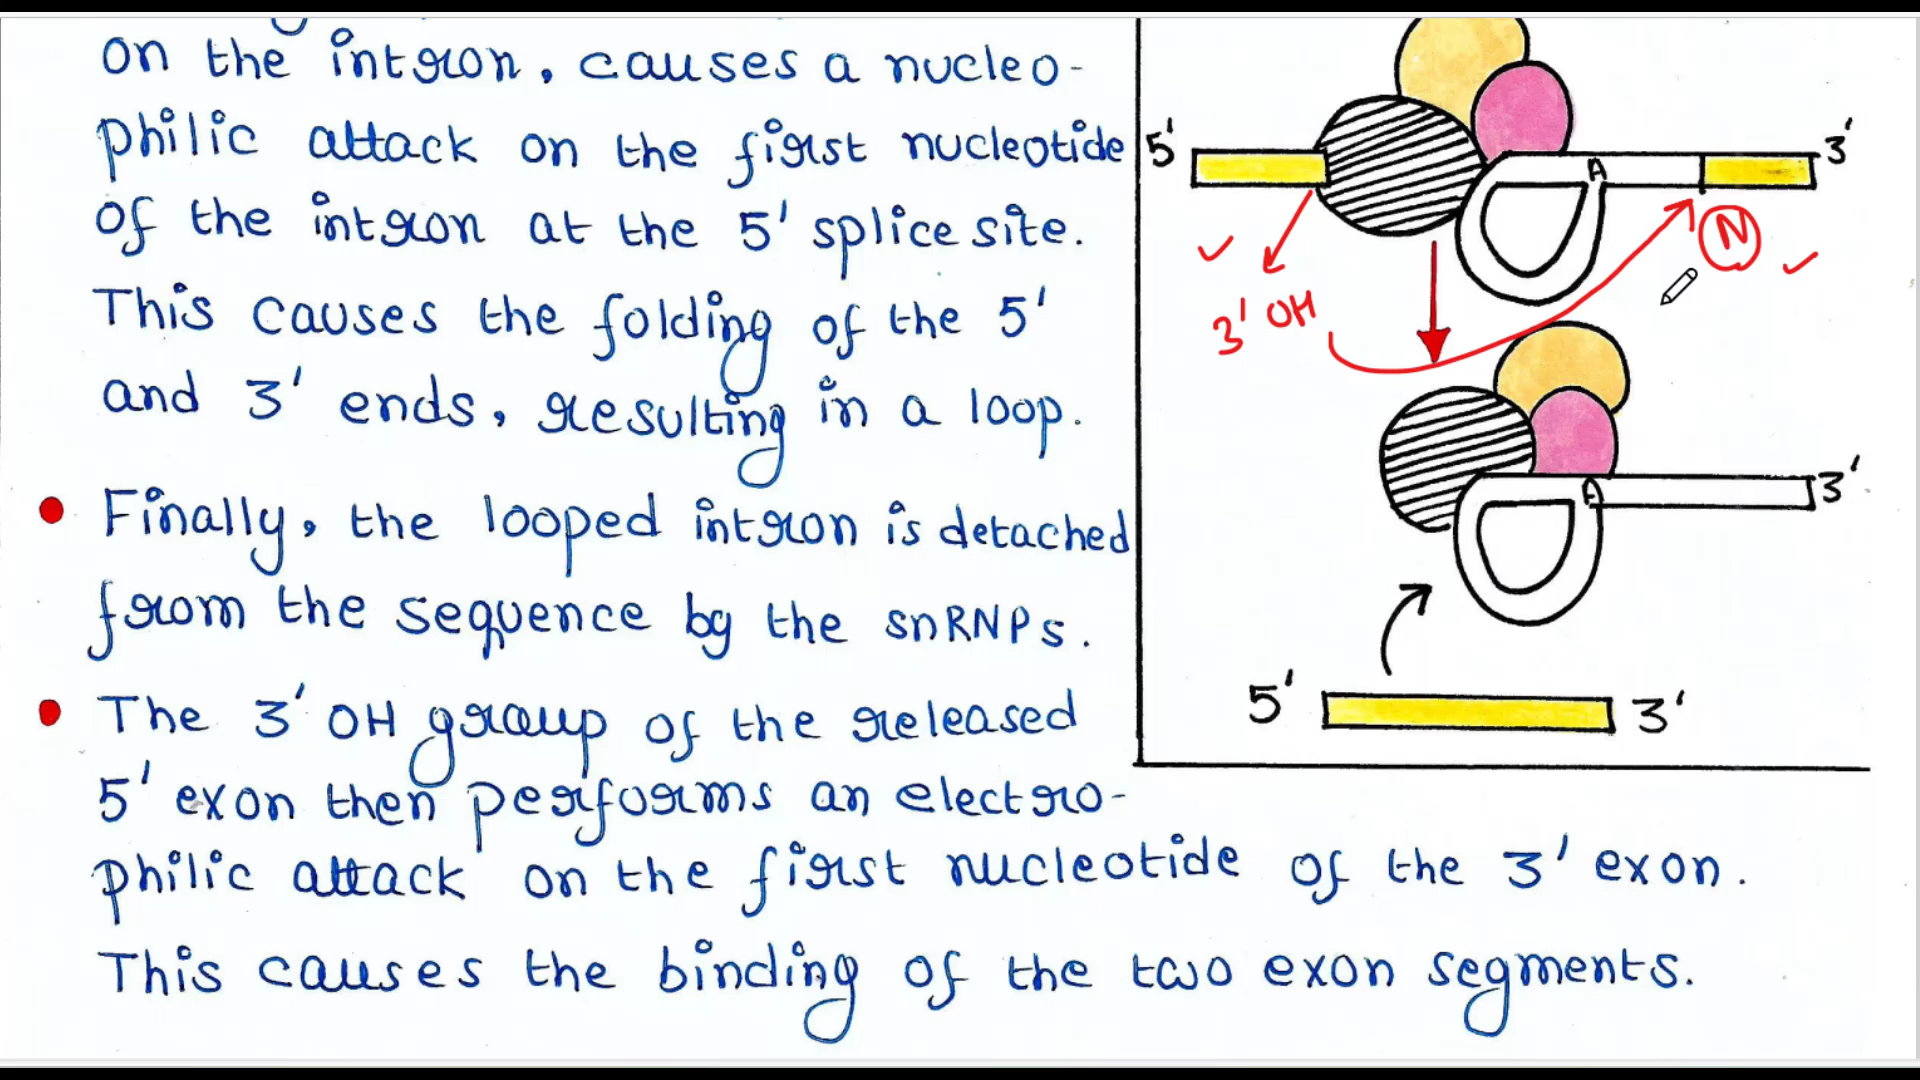 on the intron, causes a nucleo-
philic attack on the first nucleotide
of the intron at the 5' splice site.
This causes the folding of the 5'
and 3' ends, resulting in a loop.
• Finally, the looped intron is detached
from the sequence by the snRNPs.
• The 3' OH group of the released
5' exon then performs an electro-
philic attack on the first nucleotide of the 3' exon.
This causes the binding of the two exon segments.
5' A 3'
3' OH
N
A 3'
5' 3'